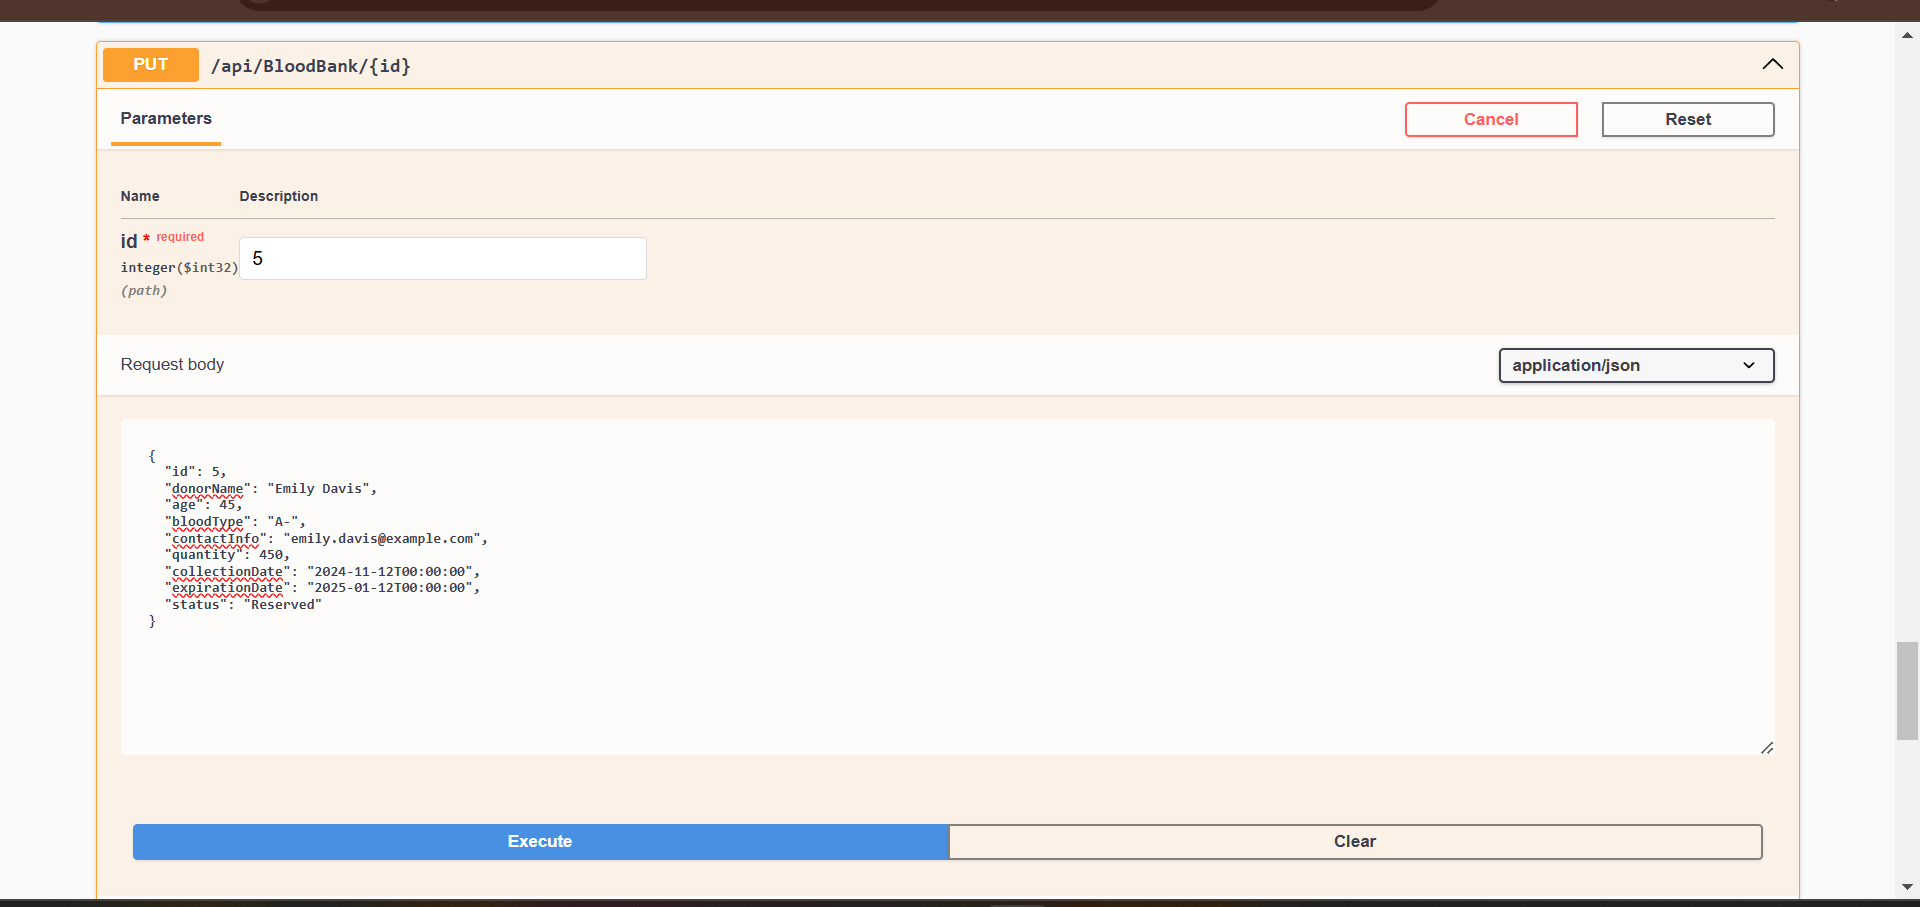 PUT /api/BloodBank/{id}
Parameters Cancel Reset
Name Description
id * required
5
integer($int32)
(path)
Request body application/json
{
  "id": 5,
  "donorName": "Emily Davis",
  "age": 45,
  "bloodType": "A-",
  "contactInfo": "emily.davis@example.com",
  "quantity": 450,
  "collectionDate": "2024-11-12T00:00:00",
  "expirationDate": "2025-01-12T00:00:00",
  "status": "Reserved"
}
Execute Clear